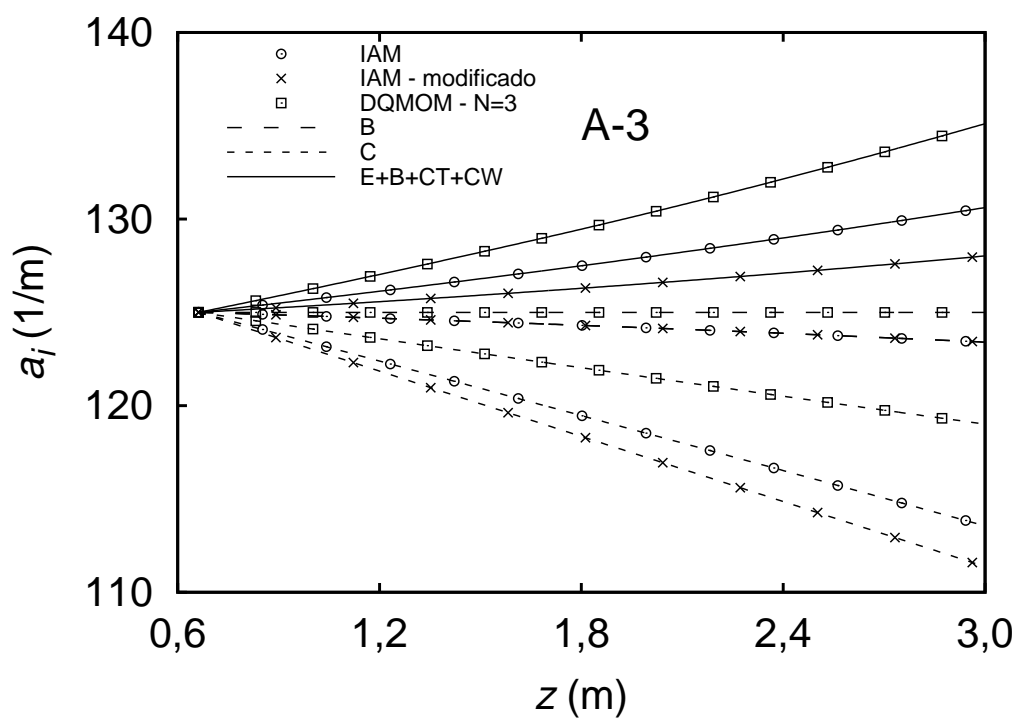 140
IAM
IAM - modificado
DQMOM - N=3
B
C
E+B+CT+CW
A-3
130
120
110
a_i (1/m)
0,6 1,2 1,8 2,4 3,0
z (m)